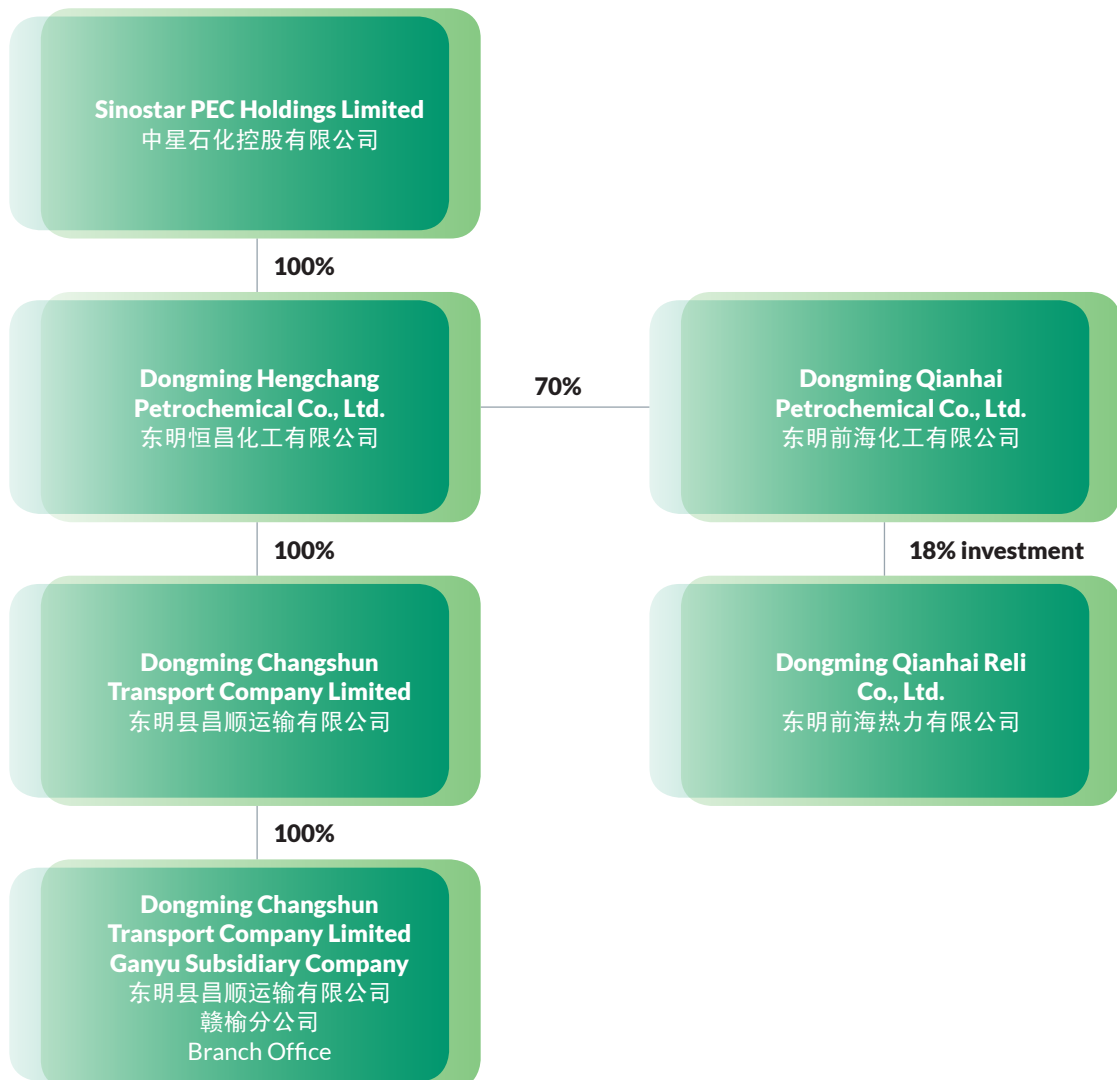 Sinostar PEC Holdings Limited
中星石化控股有限公司
100%
Dongming Hengchang
Petrochemical Co., Ltd.
东明恒昌化工有限公司
70%
Dongming Qianhai
Petrochemical Co., Ltd.
东明前海化工有限公司
100%
18% investment
Dongming Changshun
Transport Company Limited
东明县昌顺运输有限公司
Dongming Qianhai Reli
Co., Ltd.
东明前海热力有限公司
100%
Dongming Changshun
Transport Company Limited
Ganyu Subsidiary Company
东明县昌顺运输有限公司
赣榆分公司
Branch Office